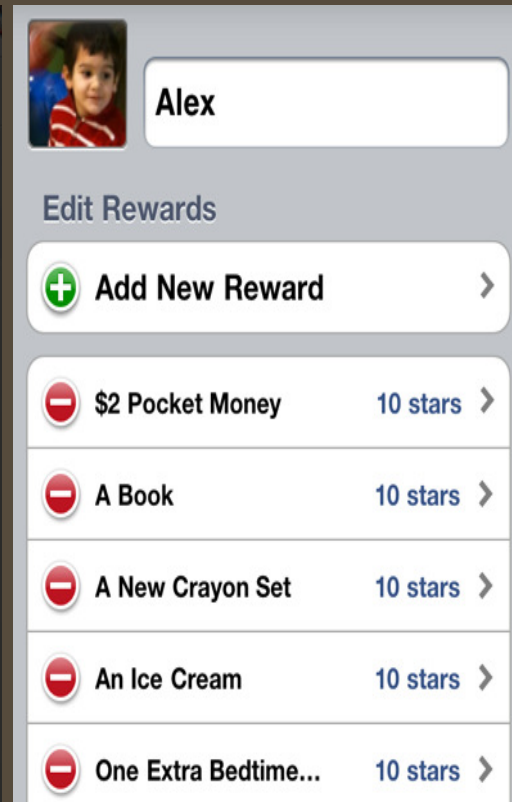 Alex
Edit Rewards
Add New Reward
$2 Pocket Money 10 stars
A Book 10 stars
A New Crayon Set 10 stars
An Ice Cream 10 stars
One Extra Bedtime... 10 stars